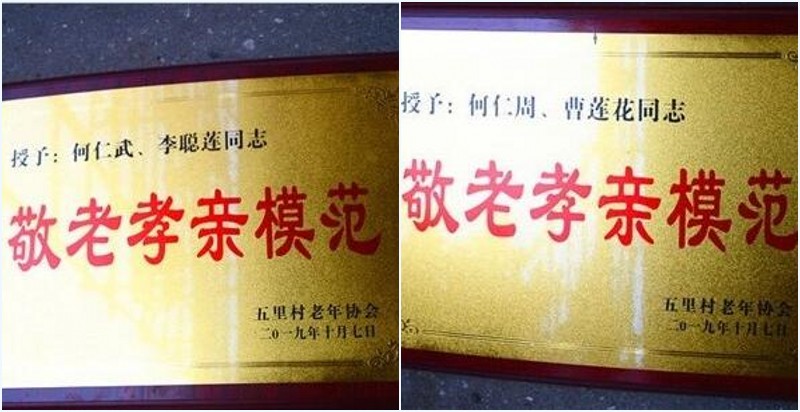 授予：何仁武、李聪莲同志
敬老孝亲模范
五里村老年协会
二0一九年十月七日
授予：何仁周、曹莲花同志
敬老孝亲模范
五里村老年协会
二0一九年十月七日